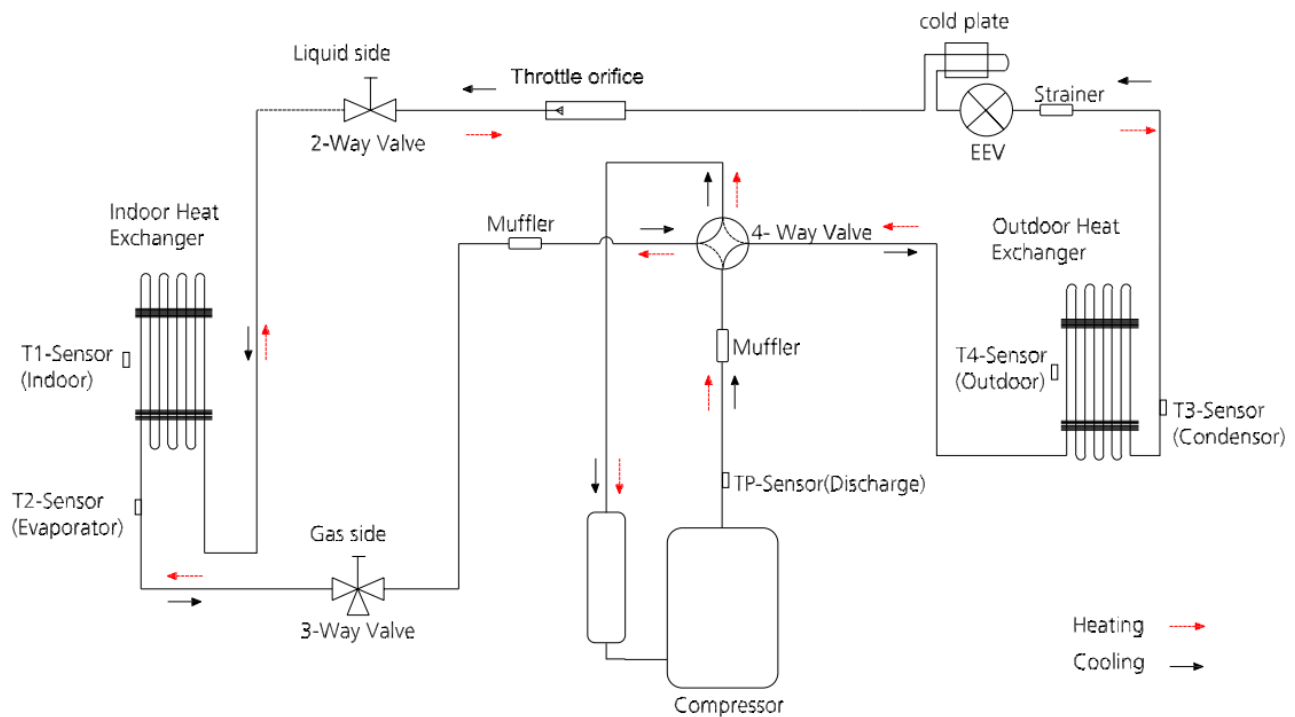 cold plate
Liquid side
Throttle orifice
Strainer
2-Way Valve
EEV
Indoor Heat
Exchanger
Muffler
4- Way Valve
Outdoor Heat
Exchanger
T1-Sensor
(Indoor)
Muffler
T4-Sensor
(Outdoor)
T3-Sensor
(Condensor)
T2-Sensor
(Evaporator)
TP-Sensor(Discharge)
Gas side
3-Way Valve
Heating
Cooling
Compressor